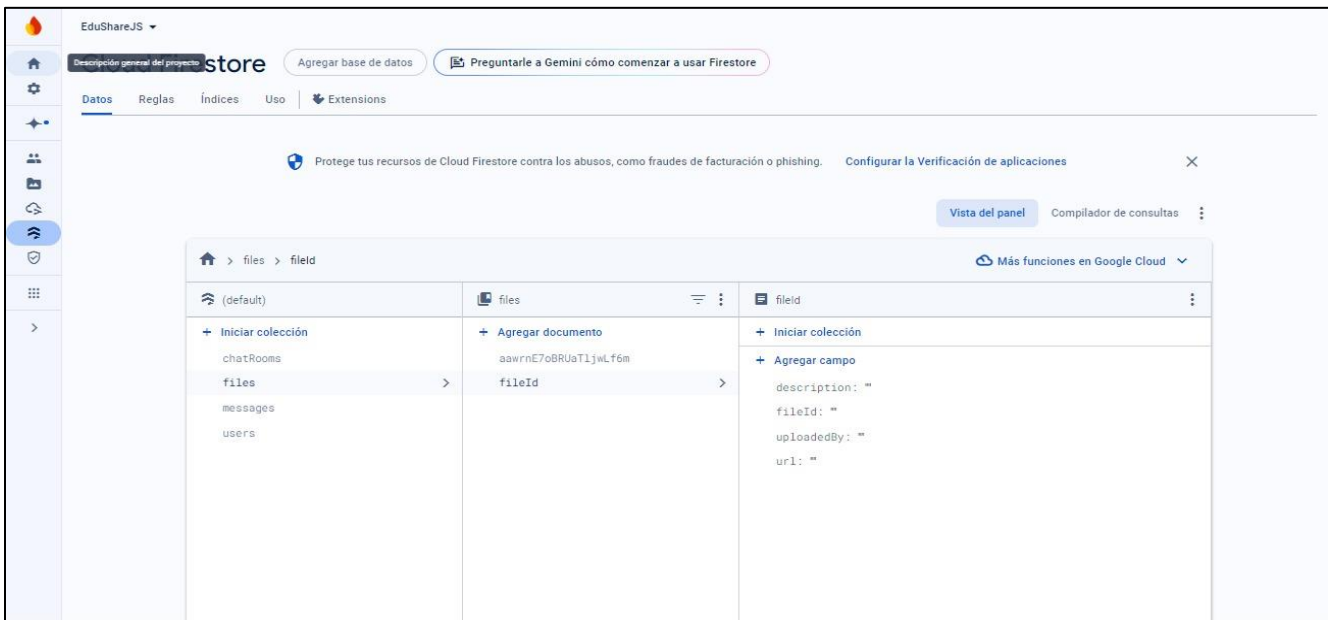 EduShareJS
Cloud Firestore
Descripción general del proyecto
Agregar base de datos
Preguntarle a Gemini cómo comenzar a usar Firestore
Datos Reglas Índices Uso Extensions
Protege tus recursos de Cloud Firestore contra los abusos, como fraudes de facturación o phishing. Configurar la Verificación de aplicaciones
Vista del panel Compilador de consultas
> files > fileId
Más funciones en Google Cloud
(default)
+ Iniciar colección
chatRooms
files
messages
users
files
+ Agregar documento
aawrnE7oBRUaTljwLf6m
fileId
fileId
+ Iniciar colección
+ Agregar campo
description: ""
fileId: ""
uploadedBy: ""
url: ""